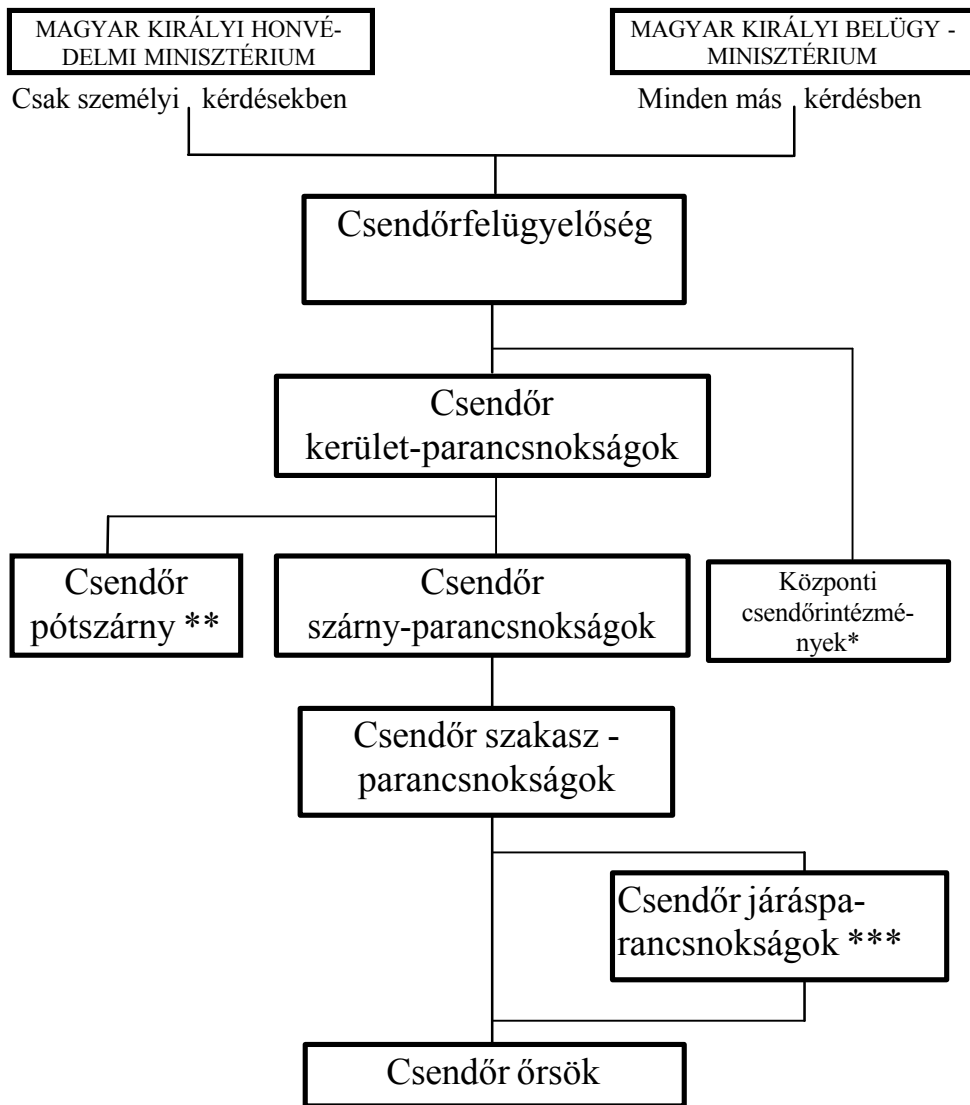 MAGYAR KIRÁLYI HONVÉ-
DELMI MINISZTÉRIUM
MAGYAR KIRÁLYI BELÜGY -
MINISZTÉRIUM
Csak személyi kérdésekben
Minden más kérdésben
Csendőrfelügyelőség
Csendőr
kerület-parancsnokságok
Csendőr
pótszárny **
Csendőr
szárny-parancsnokságok
Központi
csendőrintézmé-
nyek*
Csendőr szakasz -
parancsnokságok
Csendőr járáspa-
rancsnokságok ***
Csendőr őrsök